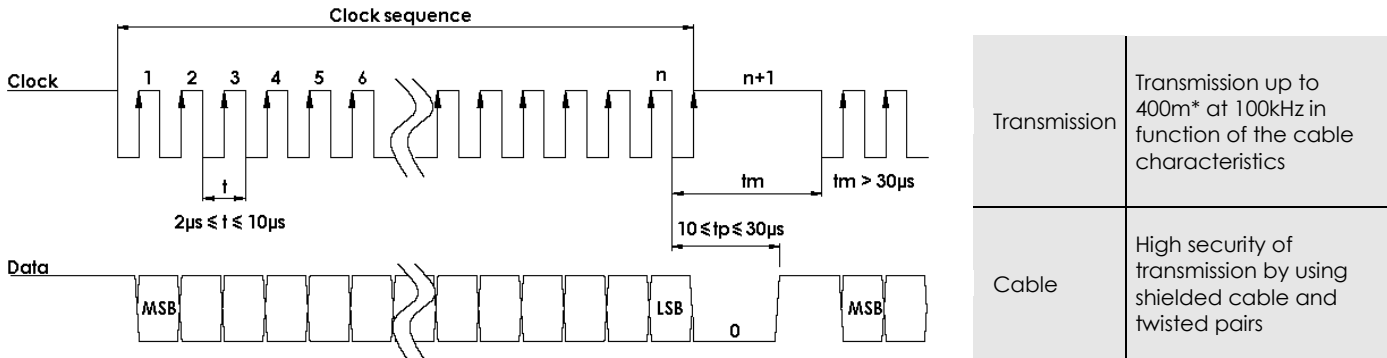 Clock sequence
Clock
1 2 3 4 5 6 n n+1
t
2µs ⩽ t ⩽ 10µs
tm
tm > 30µs
10 ⩽ tp ⩽ 30µs
Data
MSB LSB 0 MSB
Transmission
Transmission up to
400m* at 100kHz in
function of the cable
characteristics
Cable
High security of
transmission by using
shielded cable and
twisted pairs